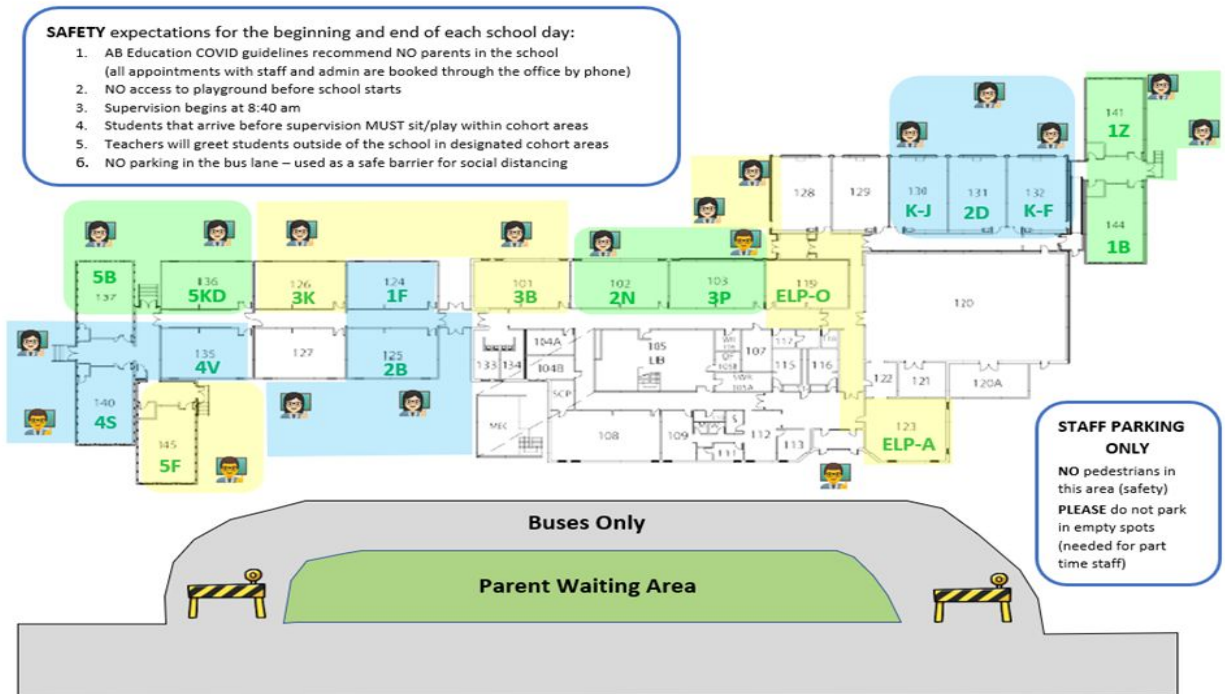 SAFETY expectations for the beginning and end of each school day:
1. AB Education COVID guidelines recommend NO parents in the school
(all appointments with staff and admin are booked through the office by phone)
2. NO access to playground before school starts
3. Supervision begins at 8:40 am
4. Students that arrive before supervision MUST sit/play within cohort areas
5. Teachers will greet students outside of the school in designated cohort areas
6. NO parking in the bus lane – used as a safe barrier for social distancing
141
1Z
128
129
130
K-J
131
2D
132
K-F
144
1B
5B
137
136
5KD
126
3K
124
1F
101
3B
102
2N
103
3P
119
ELP-O
120
135
4V
127
125
2B
133
134
104A
104B
105
LIB
107
117
115
116
122
121
120A
140
4S
145
5F
MEC
108
109
111
112
113
123
ELP-A
STAFF PARKING
ONLY
NO pedestrians in
this area (safety)
PLEASE do not park
in empty spots
(needed for part
time staff)
Buses Only
Parent Waiting Area